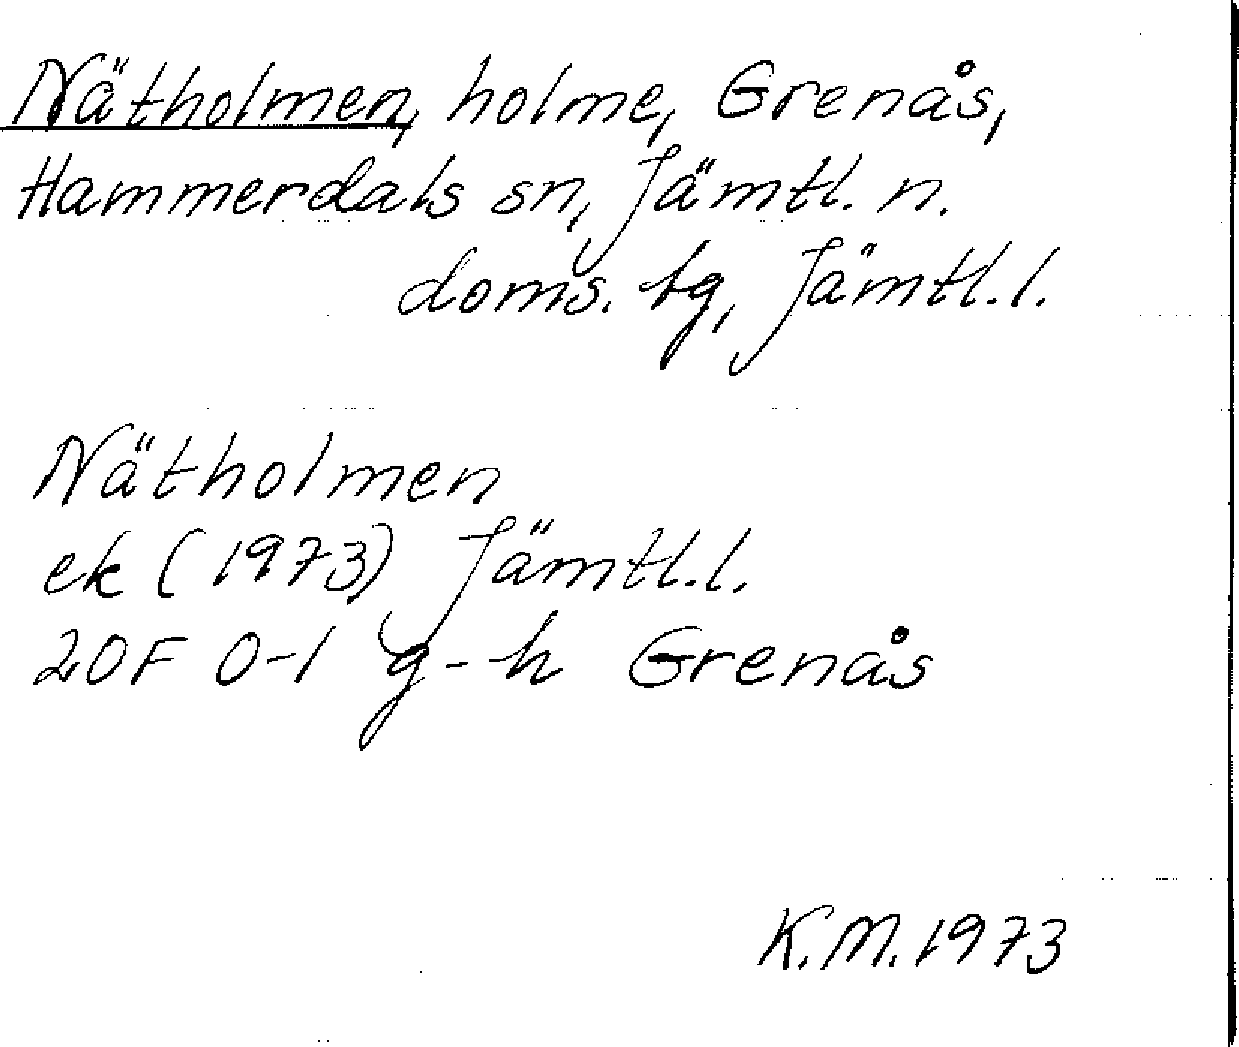 Nätholmen, holme, Grenås,
Hammerdals sn, Jämtl. n.
doms. tg, Jämtl. l.
Nätholmen
ek (1973) Jämtl. l.
20F 0-1 g-h Grenås
K.M. 1973